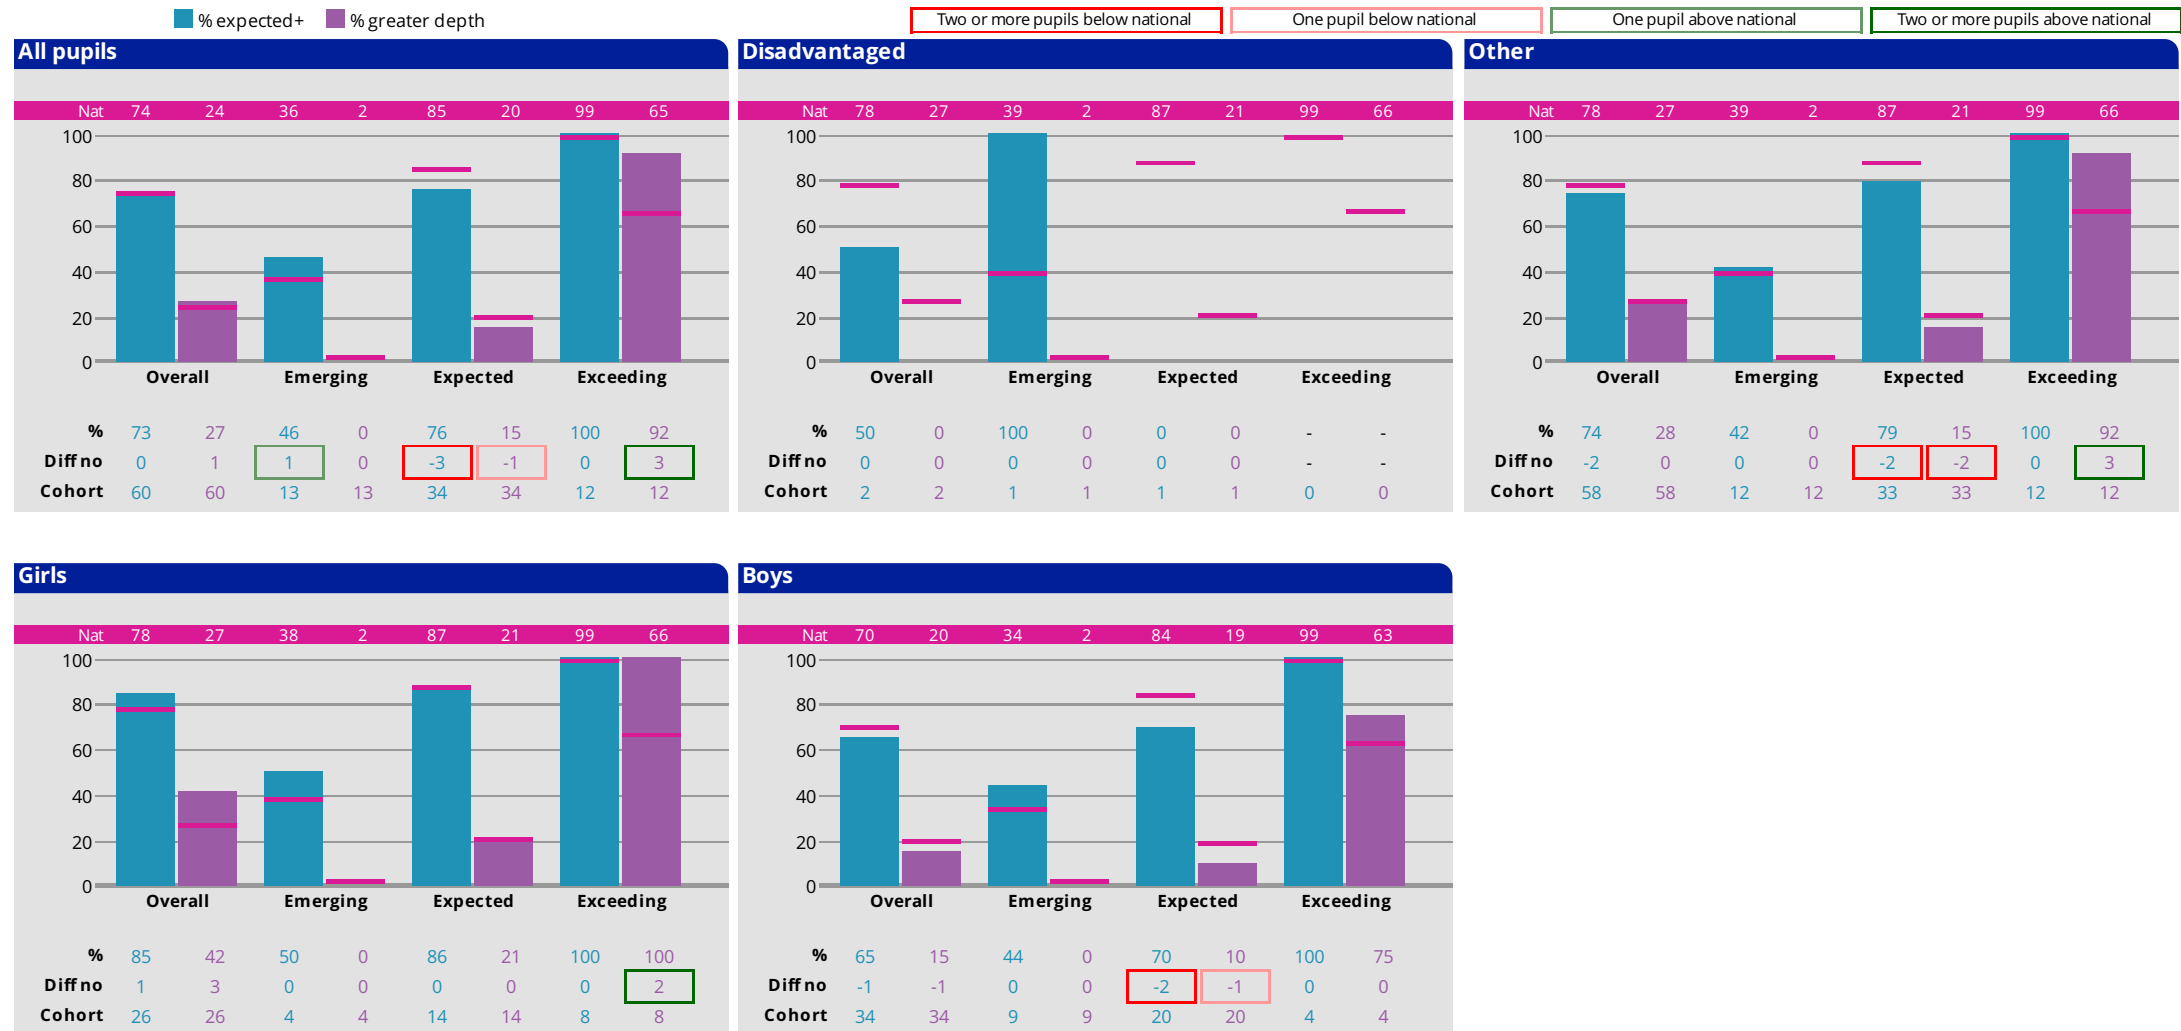 % expected+ % greater depth
Two or more pupils below national One pupil below national One pupil above national Two or more pupils above national
All pupils
Nat 74 24 36 2 85 20 99 65
100
80
60
40
20
0
Overall Emerging Expected Exceeding
% 73 27 46 0 76 15 100 92
Diff no 0 1 1 0 -3 -1 0 3
Cohort 60 60 13 13 34 34 12 12
Disadvantaged
Nat 78 27 39 2 87 21 99 66
100
80
60
40
20
0
Overall Emerging Expected Exceeding
% 50 0 100 0 0 0 - -
Diff no 0 0 0 0 0 0 - -
Cohort 2 2 1 1 1 1 0 0
Other
Nat 78 27 39 2 87 21 99 66
100
80
60
40
20
0
Overall Emerging Expected Exceeding
% 74 28 42 0 79 15 100 92
Diff no -2 0 0 0 -2 -2 0 3
Cohort 58 58 12 12 33 33 12 12
Girls
Nat 78 27 38 2 87 21 99 66
100
80
60
40
20
0
Overall Emerging Expected Exceeding
% 85 42 50 0 86 21 100 100
Diff no 1 3 0 0 0 0 0 2
Cohort 26 26 4 4 14 14 8 8
Boys
Nat 70 20 34 2 84 19 99 63
100
80
60
40
20
0
Overall Emerging Expected Exceeding
% 65 15 44 0 70 10 100 75
Diff no -1 -1 0 0 -2 -1 0 0
Cohort 34 34 9 9 20 20 4 4